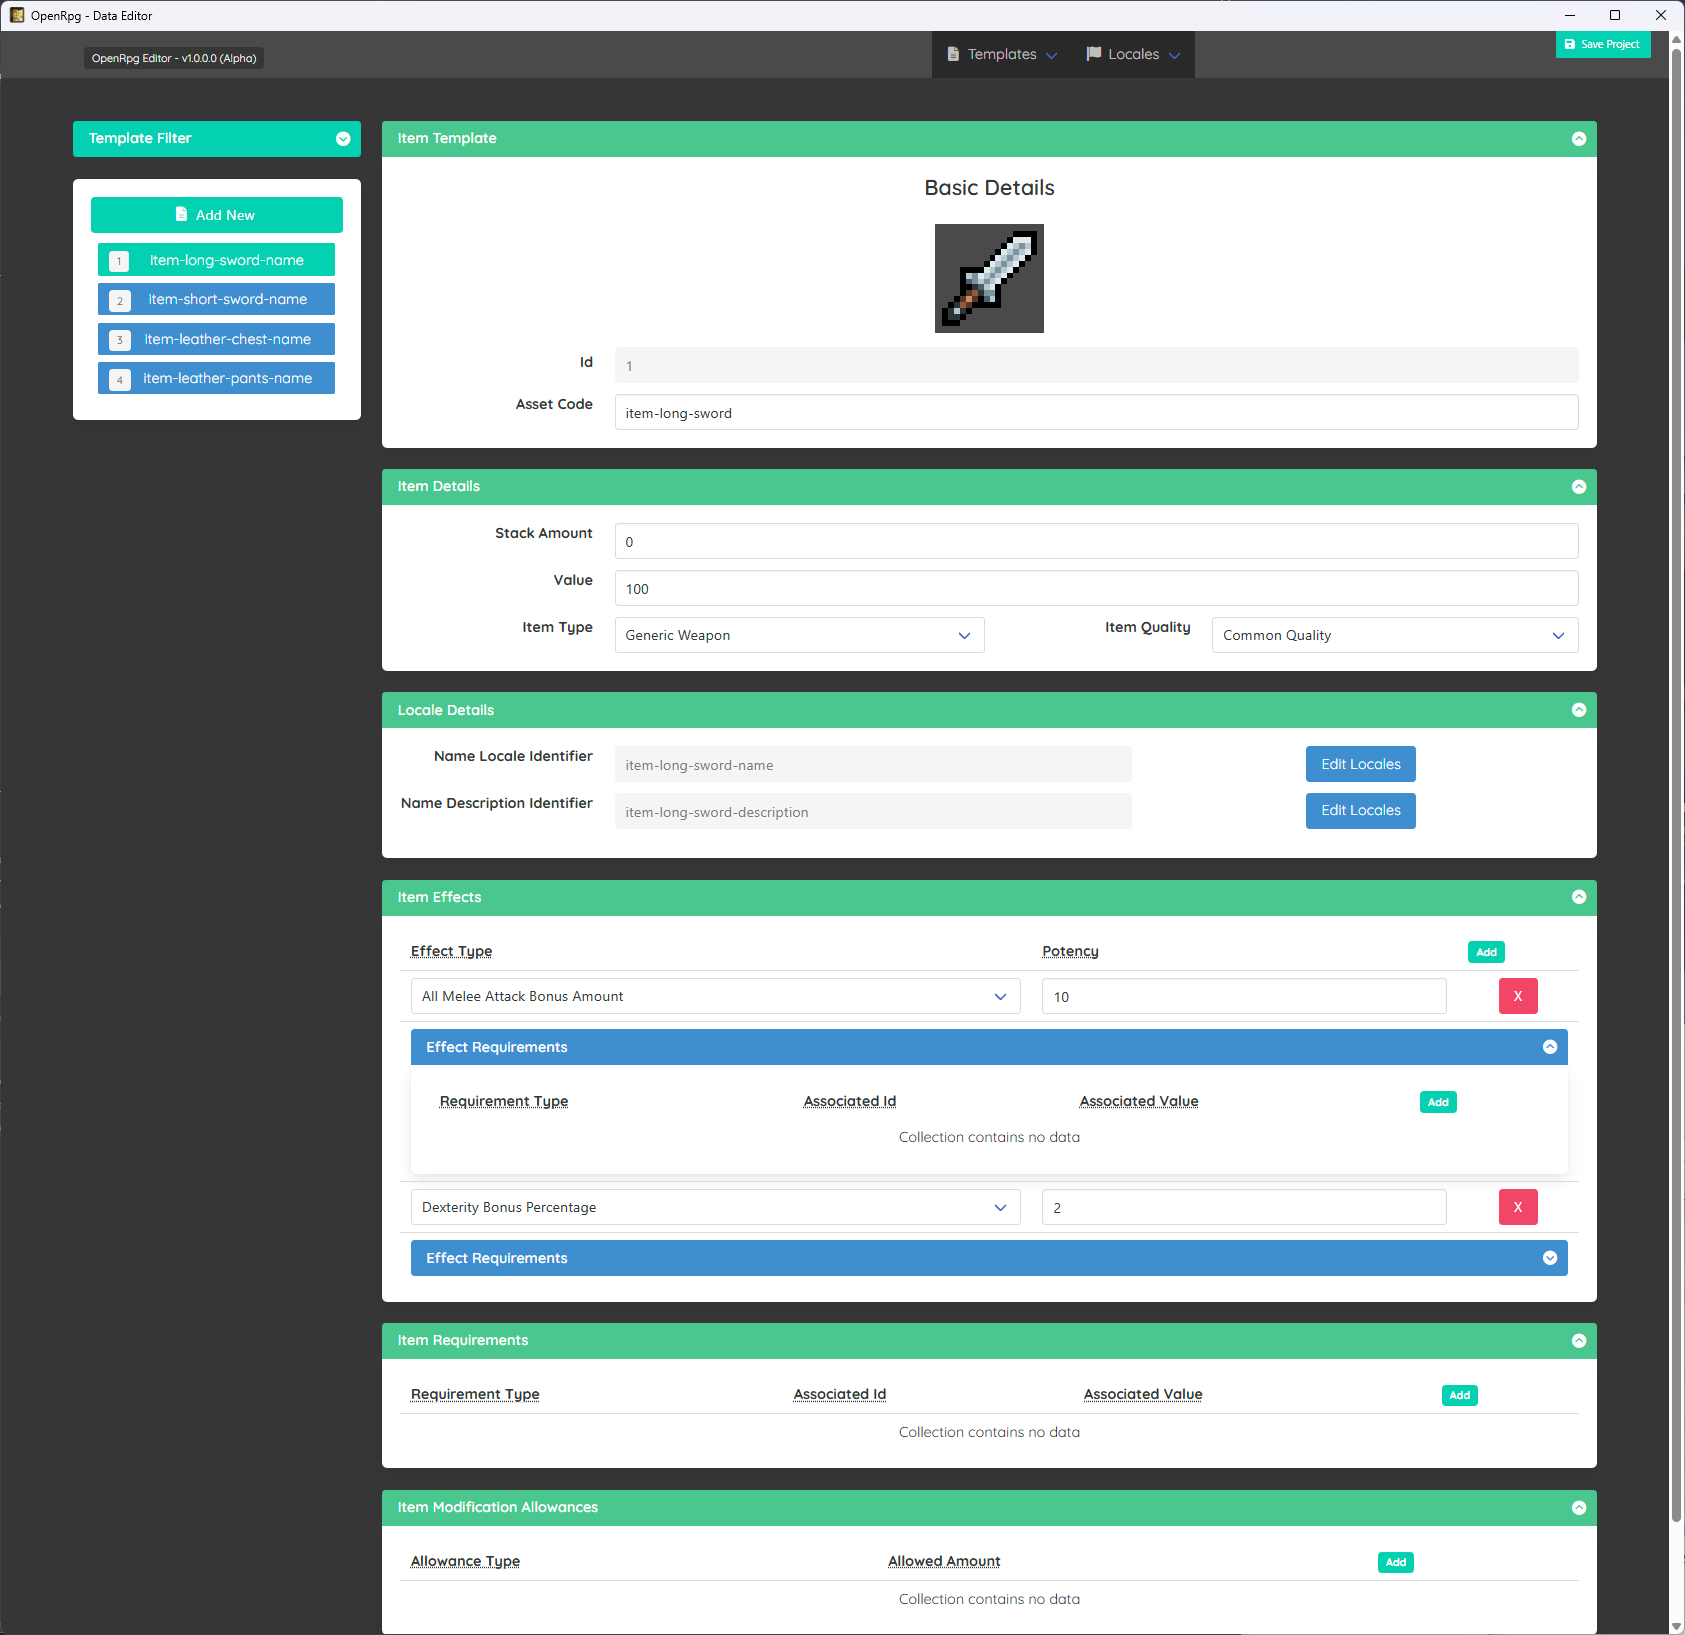 OpenRpg - Data Editor
OpenRpg Editor - v1.0.0.0 (Alpha)
Templates
Locales
Save Project
Template Filter
Add New
1 item-long-sword-name
2 item-short-sword-name
3 item-leather-chest-name
4 item-leather-pants-name
Item Template
Basic Details
Id 1
Asset Code item-long-sword
Item Details
Stack Amount 0
Value 100
Item Type Generic Weapon Item Quality Common Quality
Locale Details
Name Locale Identifier item-long-sword-name Edit Locales
Name Description Identifier item-long-sword-description Edit Locales
Item Effects
Effect Type Potency Add
All Melee Attack Bonus Amount 10 X
Effect Requirements
Requirement Type Associated Id Associated Value Add
Collection contains no data
Dexterity Bonus Percentage 2 X
Effect Requirements
Item Requirements
Requirement Type Associated Id Associated Value Add
Collection contains no data
Item Modification Allowances
Allowance Type Allowed Amount Add
Collection contains no data